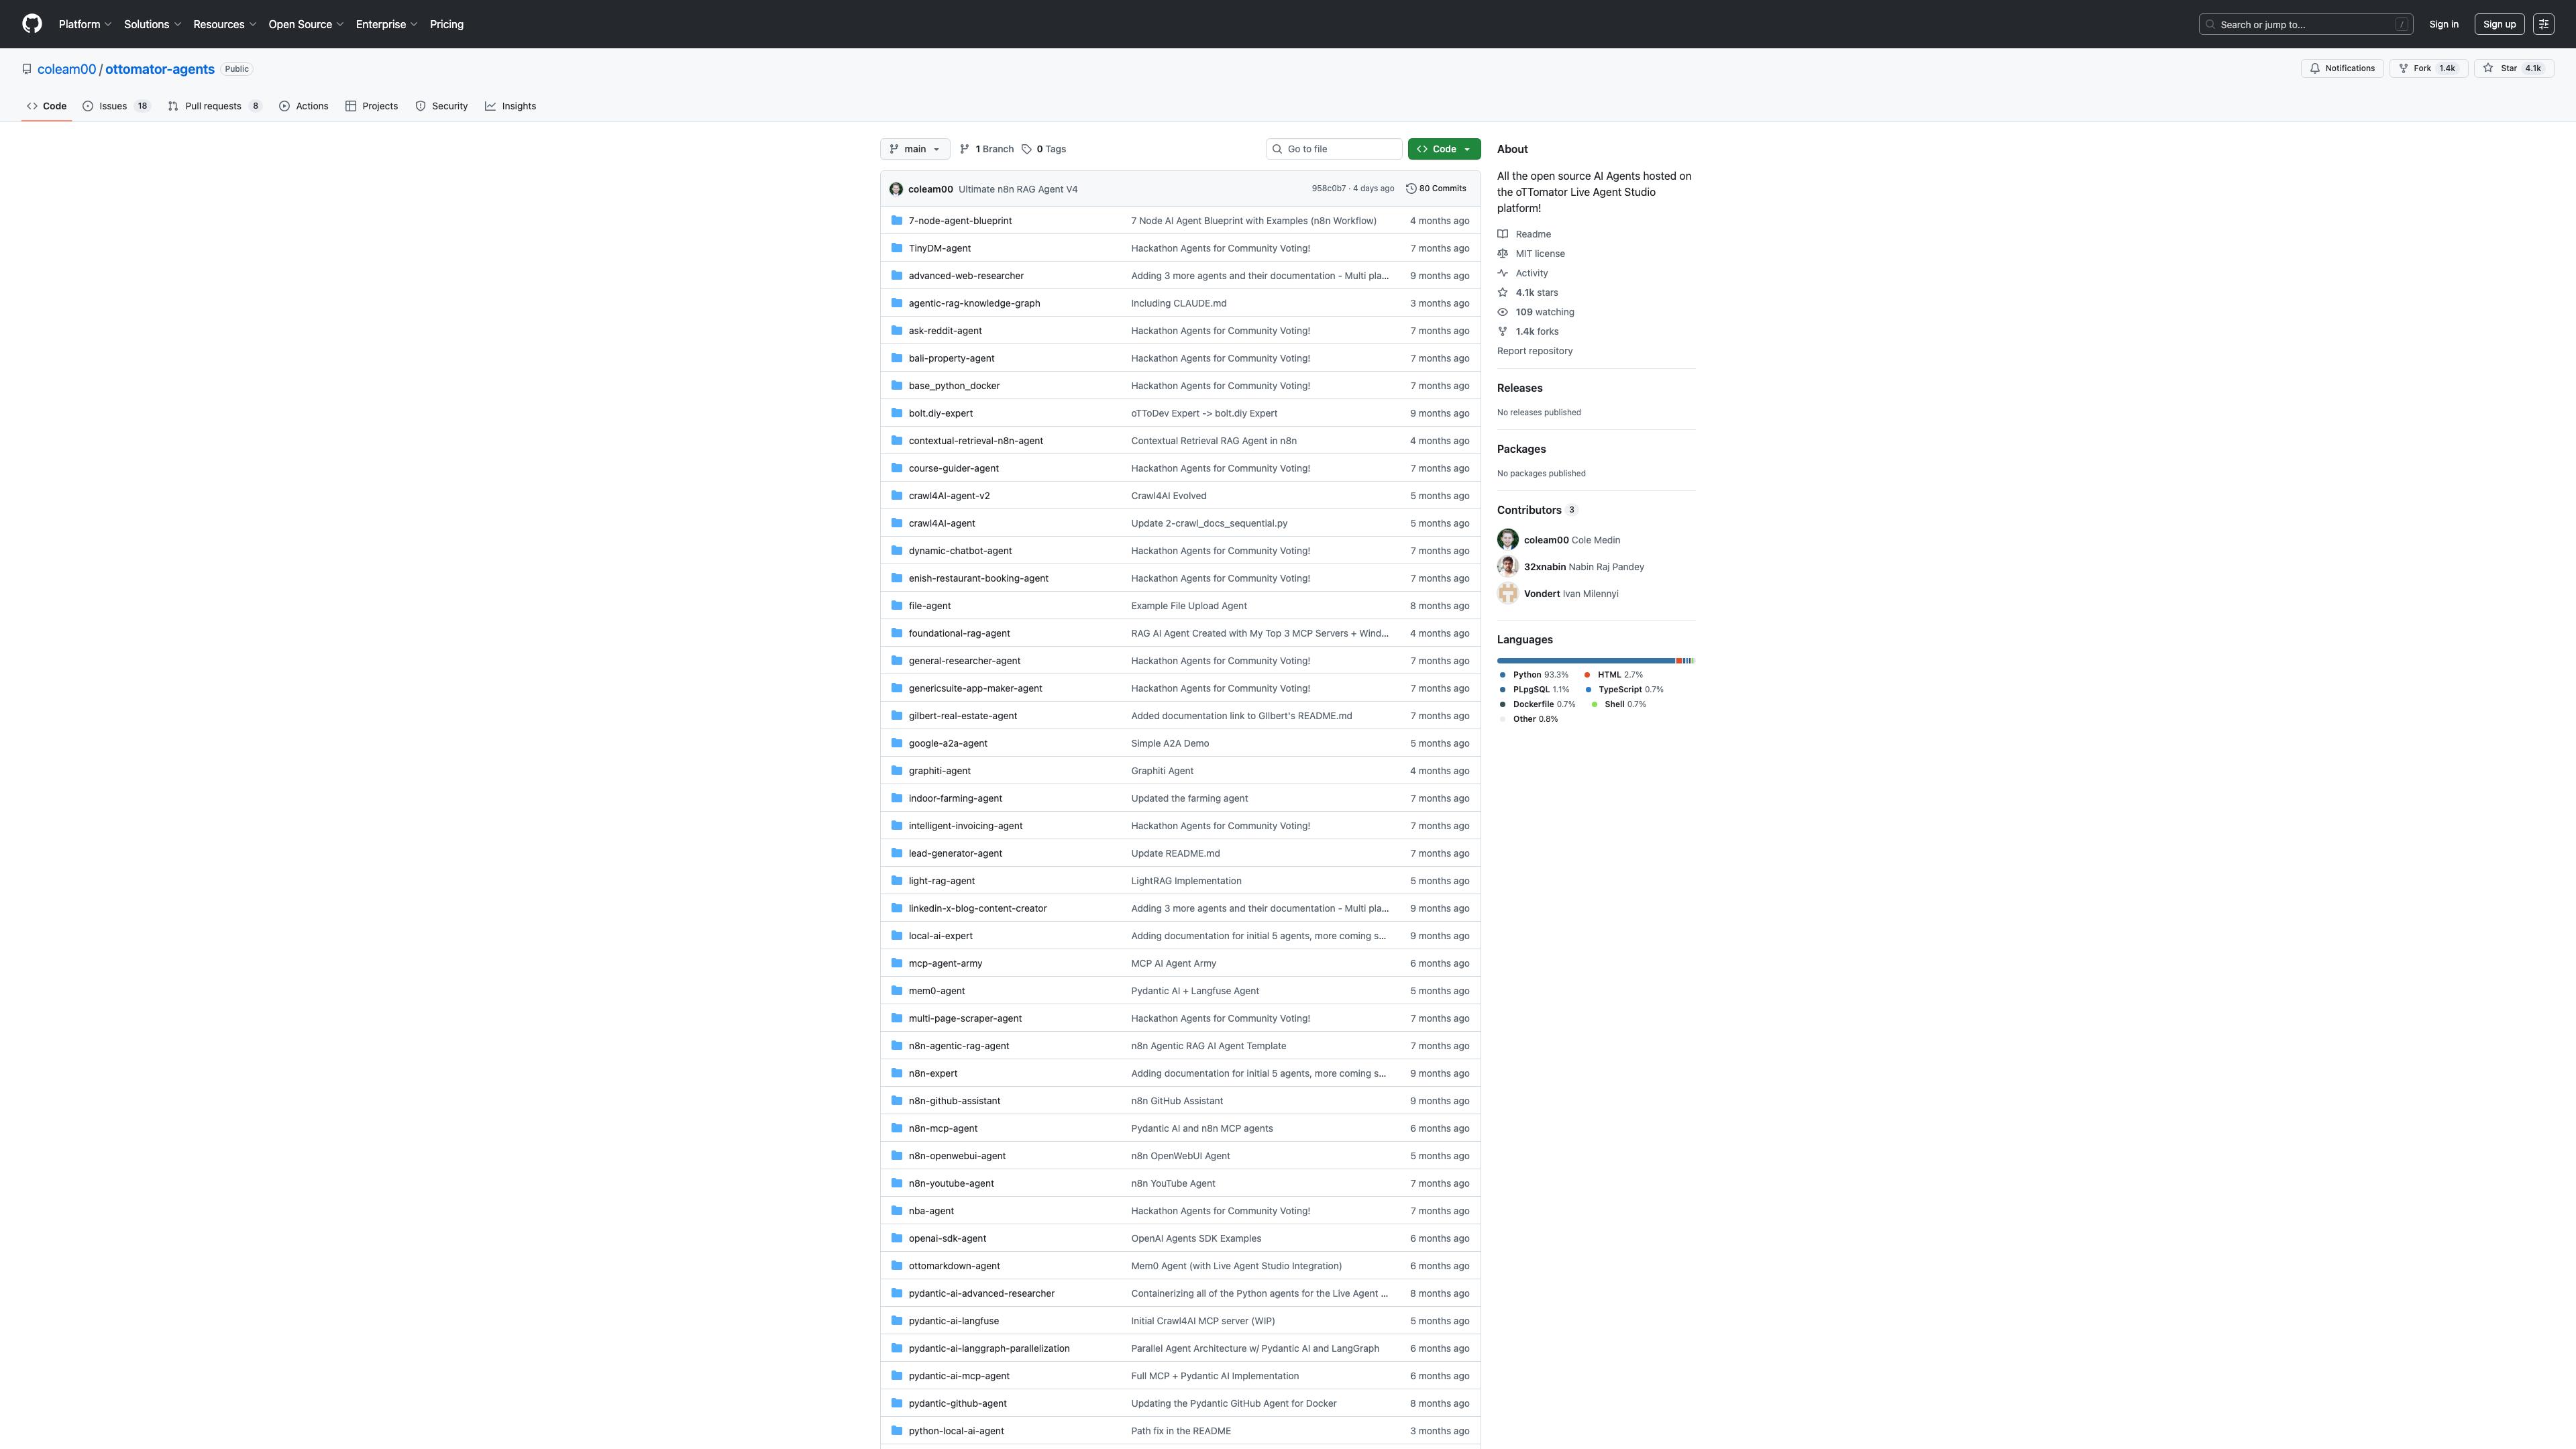 Platform Solutions Resources Open Source Enterprise Pricing Search or jump to... / Sign in Sign up
coleam00 / ottomator-agents Public Notifications Fork 1.4k Star 4.1k
Code Issues 18 Pull requests 8 Actions Projects Security Insights
main 1 Branch 0 Tags Go to file Code
coleam00 Ultimate n8n RAG Agent V4 958c0b7 · 4 days ago 80 Commits
7-node-agent-blueprint 7 Node AI Agent Blueprint with Examples (n8n Workflow) 4 months ago
TinyDM-agent Hackathon Agents for Community Voting! 7 months ago
advanced-web-researcher Adding 3 more agents and their documentation - Multi pla... 9 months ago
agentic-rag-knowledge-graph Including CLAUDE.md 3 months ago
ask-reddit-agent Hackathon Agents for Community Voting! 7 months ago
bali-property-agent Hackathon Agents for Community Voting! 7 months ago
base_python_docker Hackathon Agents for Community Voting! 7 months ago
bolt.diy-expert oTToDev Expert -> bolt.diy Expert 9 months ago
contextual-retrieval-n8n-agent Contextual Retrieval RAG Agent in n8n 4 months ago
course-guider-agent Hackathon Agents for Community Voting! 7 months ago
crawl4AI-agent-v2 Crawl4AI Evolved 5 months ago
crawl4AI-agent Update 2-crawl_docs_sequential.py 5 months ago
dynamic-chatbot-agent Hackathon Agents for Community Voting! 7 months ago
enish-restaurant-booking-agent Hackathon Agents for Community Voting! 7 months ago
file-agent Example File Upload Agent 8 months ago
foundational-rag-agent RAG AI Agent Created with My Top 3 MCP Servers + Wind... 4 months ago
general-researcher-agent Hackathon Agents for Community Voting! 7 months ago
genericsuite-app-maker-agent Hackathon Agents for Community Voting! 7 months ago
gilbert-real-estate-agent Added documentation link to GIlbert's README.md 7 months ago
google-a2a-agent Simple A2A Demo 5 months ago
graphiti-agent Graphiti Agent 4 months ago
indoor-farming-agent Updated the farming agent 7 months ago
intelligent-invoicing-agent Hackathon Agents for Community Voting! 7 months ago
lead-generator-agent Update README.md 7 months ago
light-rag-agent LightRAG Implementation 5 months ago
linkedin-x-blog-content-creator Adding 3 more agents and their documentation - Multi pla... 9 months ago
local-ai-expert Adding documentation for initial 5 agents, more coming s... 9 months ago
mcp-agent-army MCP AI Agent Army 6 months ago
mem0-agent Pydantic AI + Langfuse Agent 5 months ago
multi-page-scraper-agent Hackathon Agents for Community Voting! 7 months ago
n8n-agentic-rag-agent n8n Agentic RAG AI Agent Template 7 months ago
n8n-expert Adding documentation for initial 5 agents, more coming s... 9 months ago
n8n-github-assistant n8n GitHub Assistant 9 months ago
n8n-mcp-agent Pydantic AI and n8n MCP agents 6 months ago
n8n-openwebui-agent n8n OpenWebUI Agent 5 months ago
n8n-youtube-agent n8n YouTube Agent 7 months ago
nba-agent Hackathon Agents for Community Voting! 7 months ago
openai-sdk-agent OpenAI Agents SDK Examples 6 months ago
ottomarkdown-agent Mem0 Agent (with Live Agent Studio Integration) 6 months ago
pydantic-ai-advanced-researcher Containerizing all of the Python agents for the Live Agent ... 8 months ago
pydantic-ai-langfuse Initial Crawl4AI MCP server (WIP) 5 months ago
pydantic-ai-langgraph-parallelization Parallel Agent Architecture w/ Pydantic AI and LangGraph 6 months ago
pydantic-ai-mcp-agent Full MCP + Pydantic AI Implementation 6 months ago
pydantic-github-agent Updating the Pydantic GitHub Agent for Docker 8 months ago
python-local-ai-agent Path fix in the README 3 months ago
About
All the open source AI Agents hosted on
the oTTomator Live Agent Studio
platform!
Readme
MIT license
Activity
4.1k stars
109 watching
1.4k forks
Report repository
Releases
No releases published
Packages
No packages published
Contributors 3
coleam00 Cole Medin
32xnabin Nabin Raj Pandey
Vondert Ivan Milennyi
Languages
Python 93.3% HTML 2.7%
PLpgSQL 1.1% TypeScript 0.7%
Dockerfile 0.7% Shell 0.7%
Other 0.8%